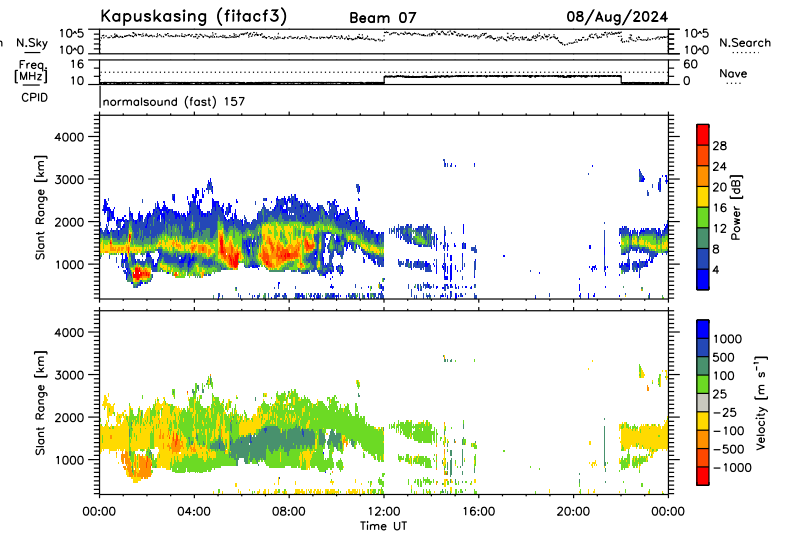 Kapuskasing (fitacf3) Beam 07 08/Aug/2024
N.Sky 10^5 10^0 10^5 10^0 N.Search
Freq. [MHz] 16 10 60 0 Nave
CPID normalsound (fast) 157
Slant Range [km] 4000 3000 2000 1000
Power [dB] 28 24 20 16 12 8 4
Slant Range [km] 4000 3000 2000 1000
Velocity [m s⁻¹] 1000 500 100 25 −25 −100 −500 −1000
00:00 04:00 08:00 12:00 16:00 20:00 00:00
Time UT